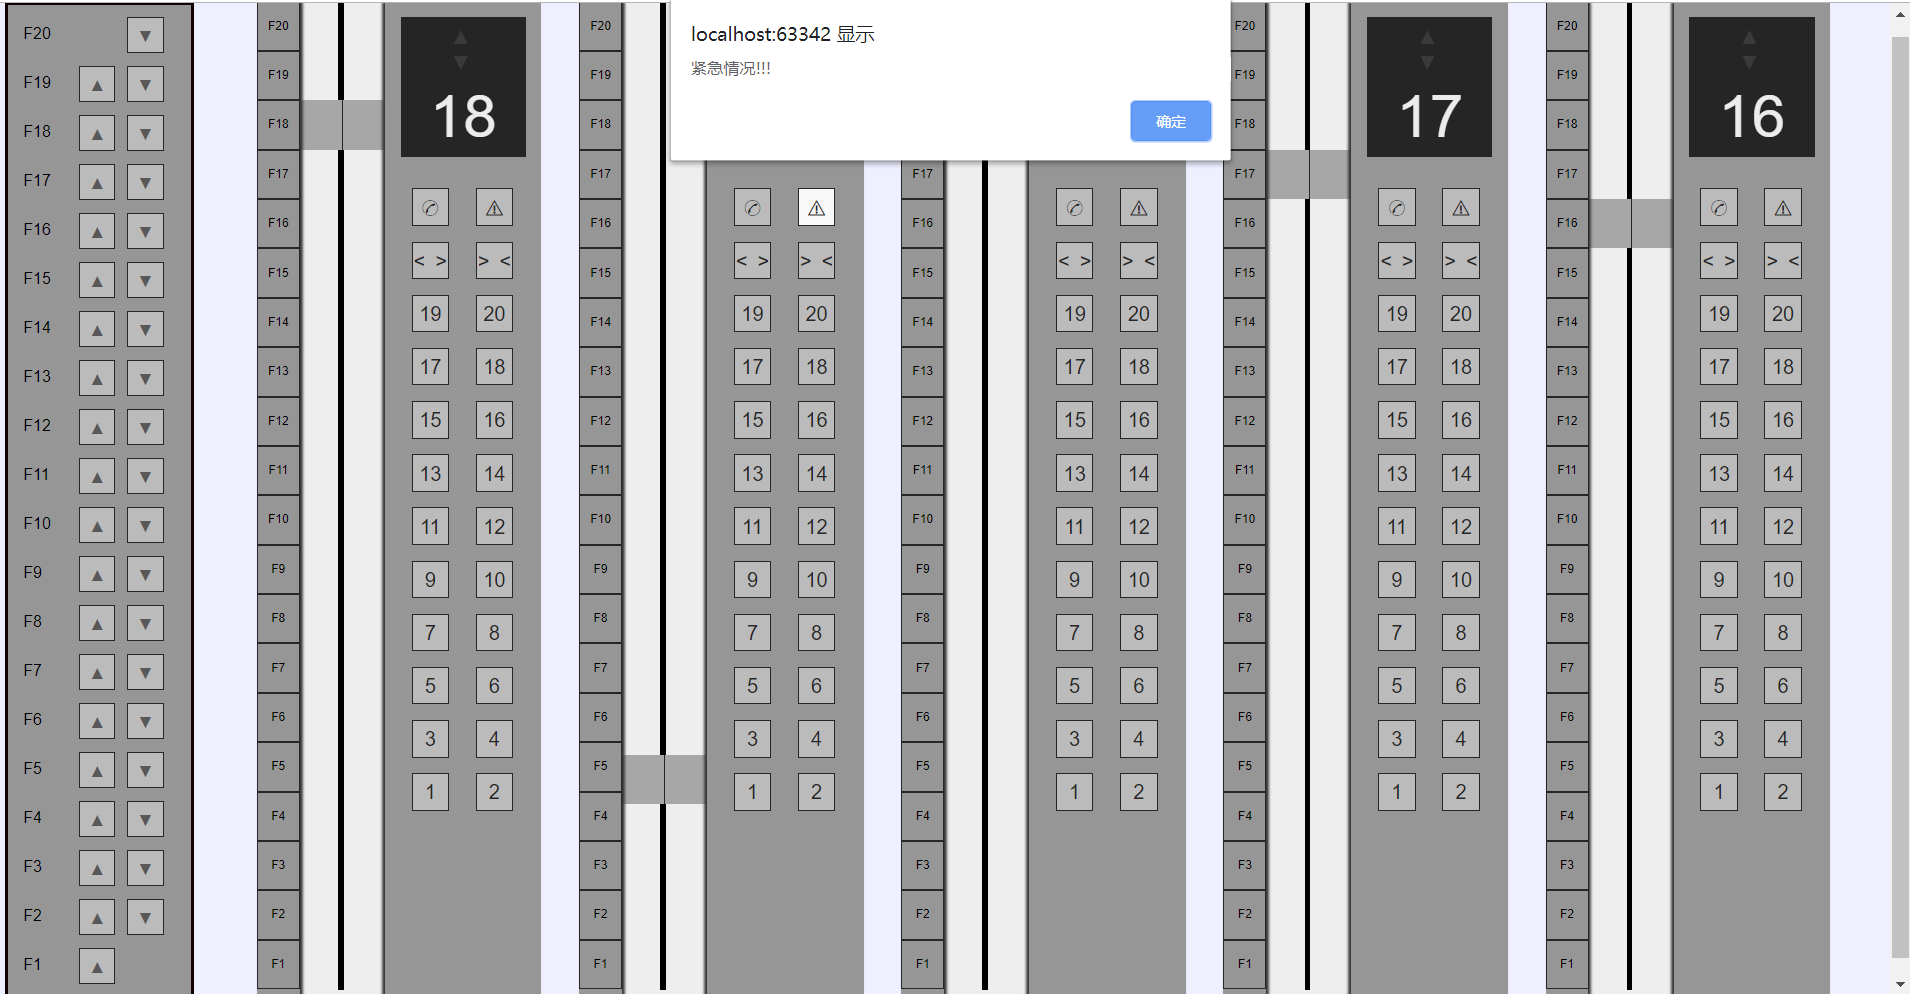 localhost:63342 显示
紧急情况!!!
确定
F20 ▼
F19 ▲ ▼
F18 ▲ ▼
F17 ▲ ▼
F16 ▲ ▼
F15 ▲ ▼
F14 ▲ ▼
F13 ▲ ▼
F12 ▲ ▼
F11 ▲ ▼
F10 ▲ ▼
F9 ▲ ▼
F8 ▲ ▼
F7 ▲ ▼
F6 ▲ ▼
F5 ▲ ▼
F4 ▲ ▼
F3 ▲ ▼
F2 ▲ ▼
F1 ▲
F20
F19
F18
F17
F16
F15
F14
F13
F12
F11
F10
F9
F8
F7
F6
F5
F4
F3
F2
F1
▲
▼
18
✆ ⚠
< > > <
19 20
17 18
15 16
13 14
11 12
9 10
7 8
5 6
3 4
1 2
F20
F19
F18
F17
F16
F15
F14
F13
F12
F11
F10
F9
F8
F7
F6
F5
F4
F3
F2
F1
✆ ⚠
< > > <
19 20
17 18
15 16
13 14
11 12
9 10
7 8
5 6
3 4
1 2
F17
F16
F15
F14
F13
F12
F11
F10
F9
F8
F7
F6
F5
F4
F3
F2
F1
✆ ⚠
< > > <
19 20
17 18
15 16
13 14
11 12
9 10
7 8
5 6
3 4
1 2
F20
F19
F18
F17
F16
F15
F14
F13
F12
F11
F10
F9
F8
F7
F6
F5
F4
F3
F2
F1
▲
▼
17
✆ ⚠
< > > <
19 20
17 18
15 16
13 14
11 12
9 10
7 8
5 6
3 4
1 2
F20
F19
F18
F17
F16
F15
F14
F13
F12
F11
F10
F9
F8
F7
F6
F5
F4
F3
F2
F1
▲
▼
16
✆ ⚠
< > > <
19 20
17 18
15 16
13 14
11 12
9 10
7 8
5 6
3 4
1 2